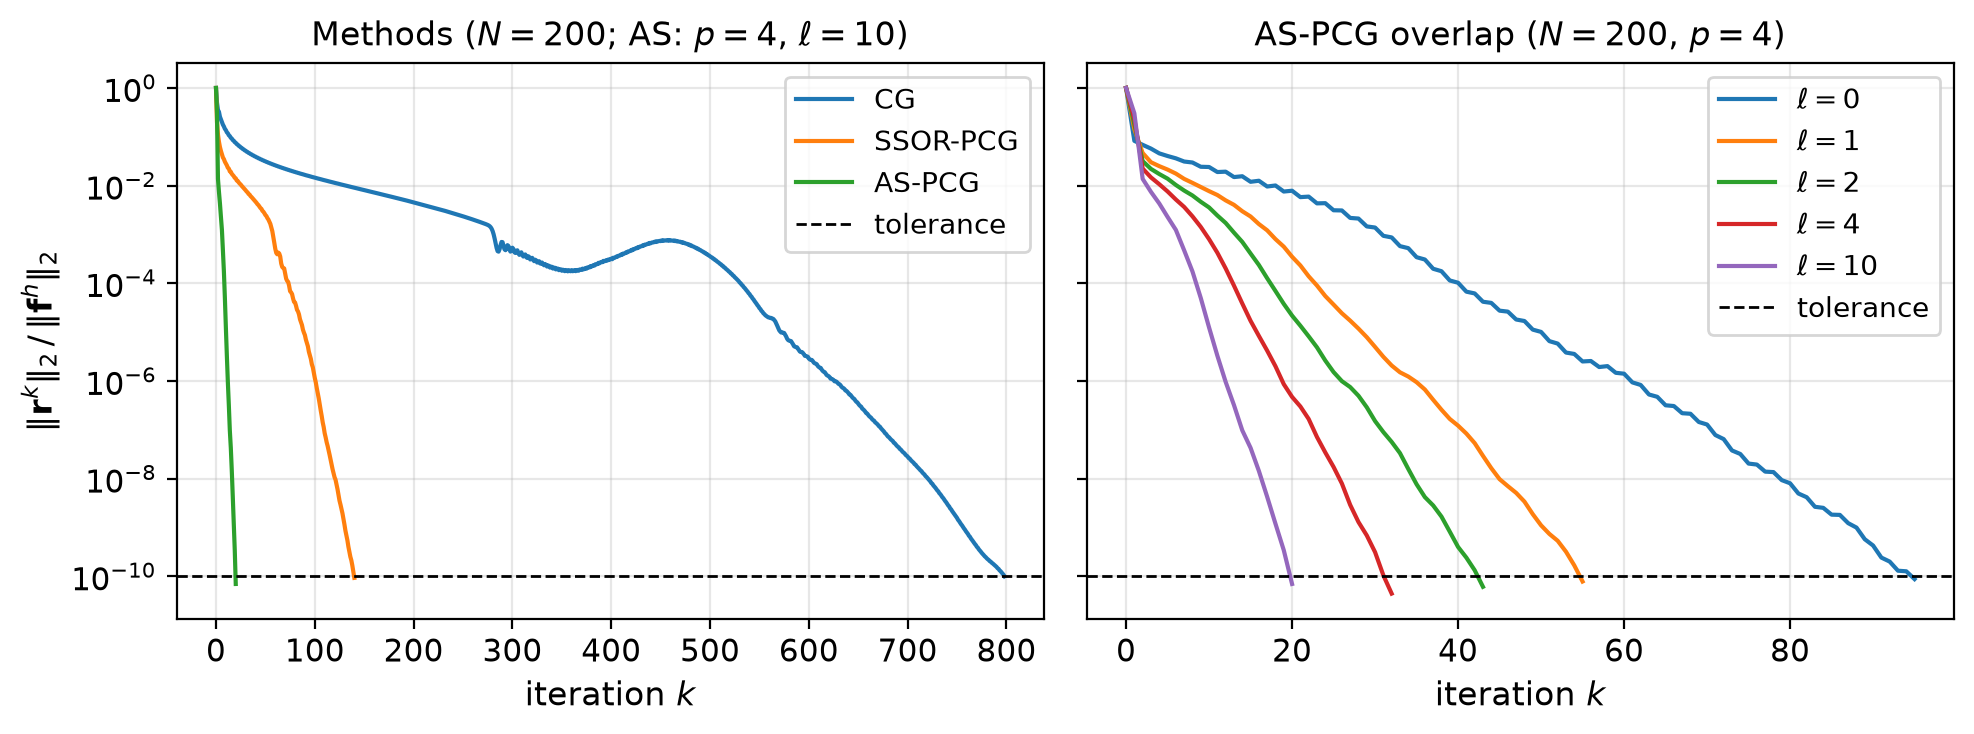 Methods (N = 200; AS: p = 4, ℓ = 10)
‖r^k‖₂ / ‖f^h‖₂
10^0
10^−2
10^−4
10^−6
10^−8
10^−10
CG
SSOR-PCG
AS-PCG
tolerance
0 100 200 300 400 500 600 700 800
iteration k
AS-PCG overlap (N = 200, p = 4)
ℓ = 0
ℓ = 1
ℓ = 2
ℓ = 4
ℓ = 10
tolerance
0 20 40 60 80
iteration k